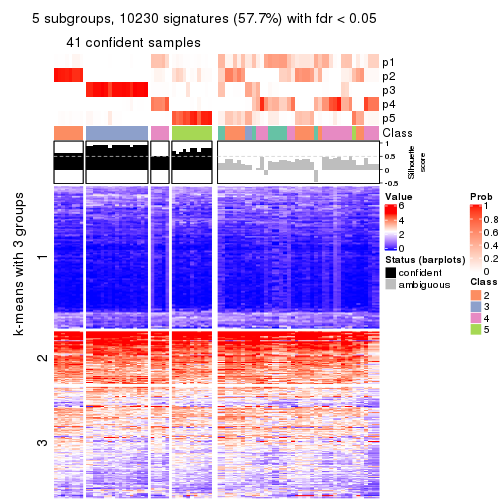 5 subgroups, 10230 signatures (57.7%) with fdr < 0.05
41 confident samples
p1
p2
p3
p4
p5
Class
1
0.5
0
-0.5
Silhouette
score
k-means with 3 groups
1
2
3
Value
6
4
2
0
Status (barplots)
confident
ambiguous
Prob
1
0.8
0.6
0.4
0.2
0
Class
2
3
4
5